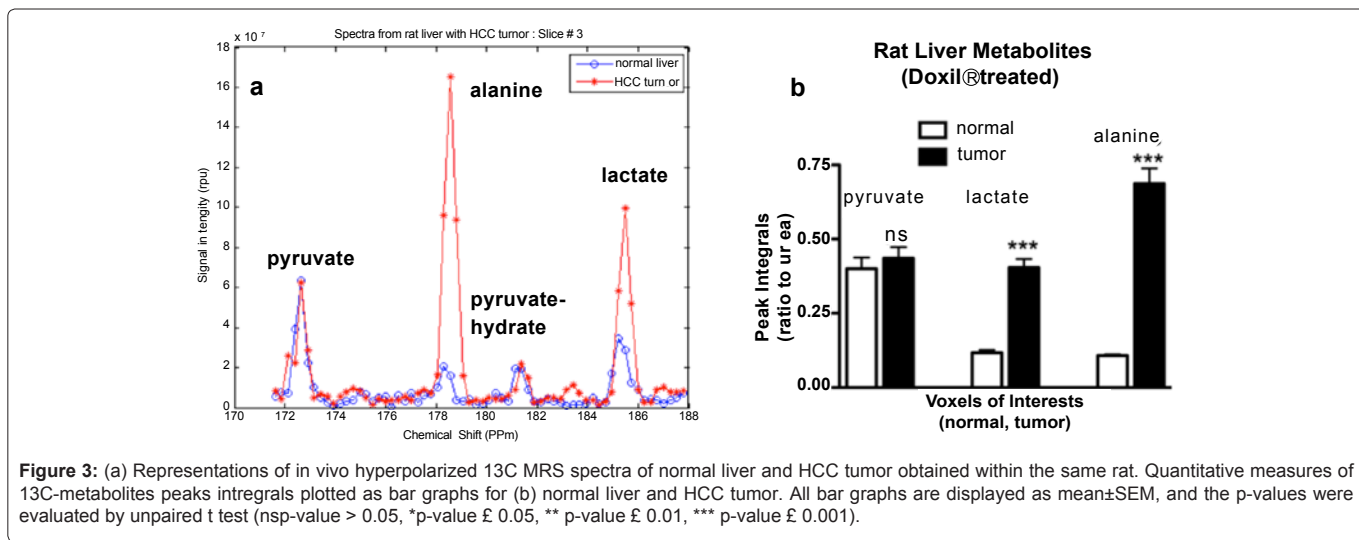 Spectra from rat liver with HCC turnor : Slice # 3
x 10 7
a
normal liver
HCC turn or
alanine
lactate
pyruvate
pyruvate-
hydrate
Signal in tengity (rpu)
18
16
14
12
10
8
6
4
2
0
170 172 174 176 178 180 182 184 186 188
Chemical Shift (PPm)
Rat Liver Metabolites
(Doxil®treated)
b
normal
tumor
alanine
***
pyruvate
lactate
ns
***
Peak Integrals
(ratio to ur ea)
0.75
0.50
0.25
0.00
Voxels of Interests
(normal, tumor)
Figure 3: (a) Representations of in vivo hyperpolarized 13C MRS spectra of normal liver and HCC tumor obtained within the same rat. Quantitative measures of
13C-metabolites peaks intregrals plotted as bar graphs for (b) normal liver and HCC tumor. All bar graphs are displayed as mean±SEM, and the p-values were
evaluated by unpaired t test (nsp-value > 0.05, *p-value £ 0.05, ** p-value £ 0.01, *** p-value £ 0.001).